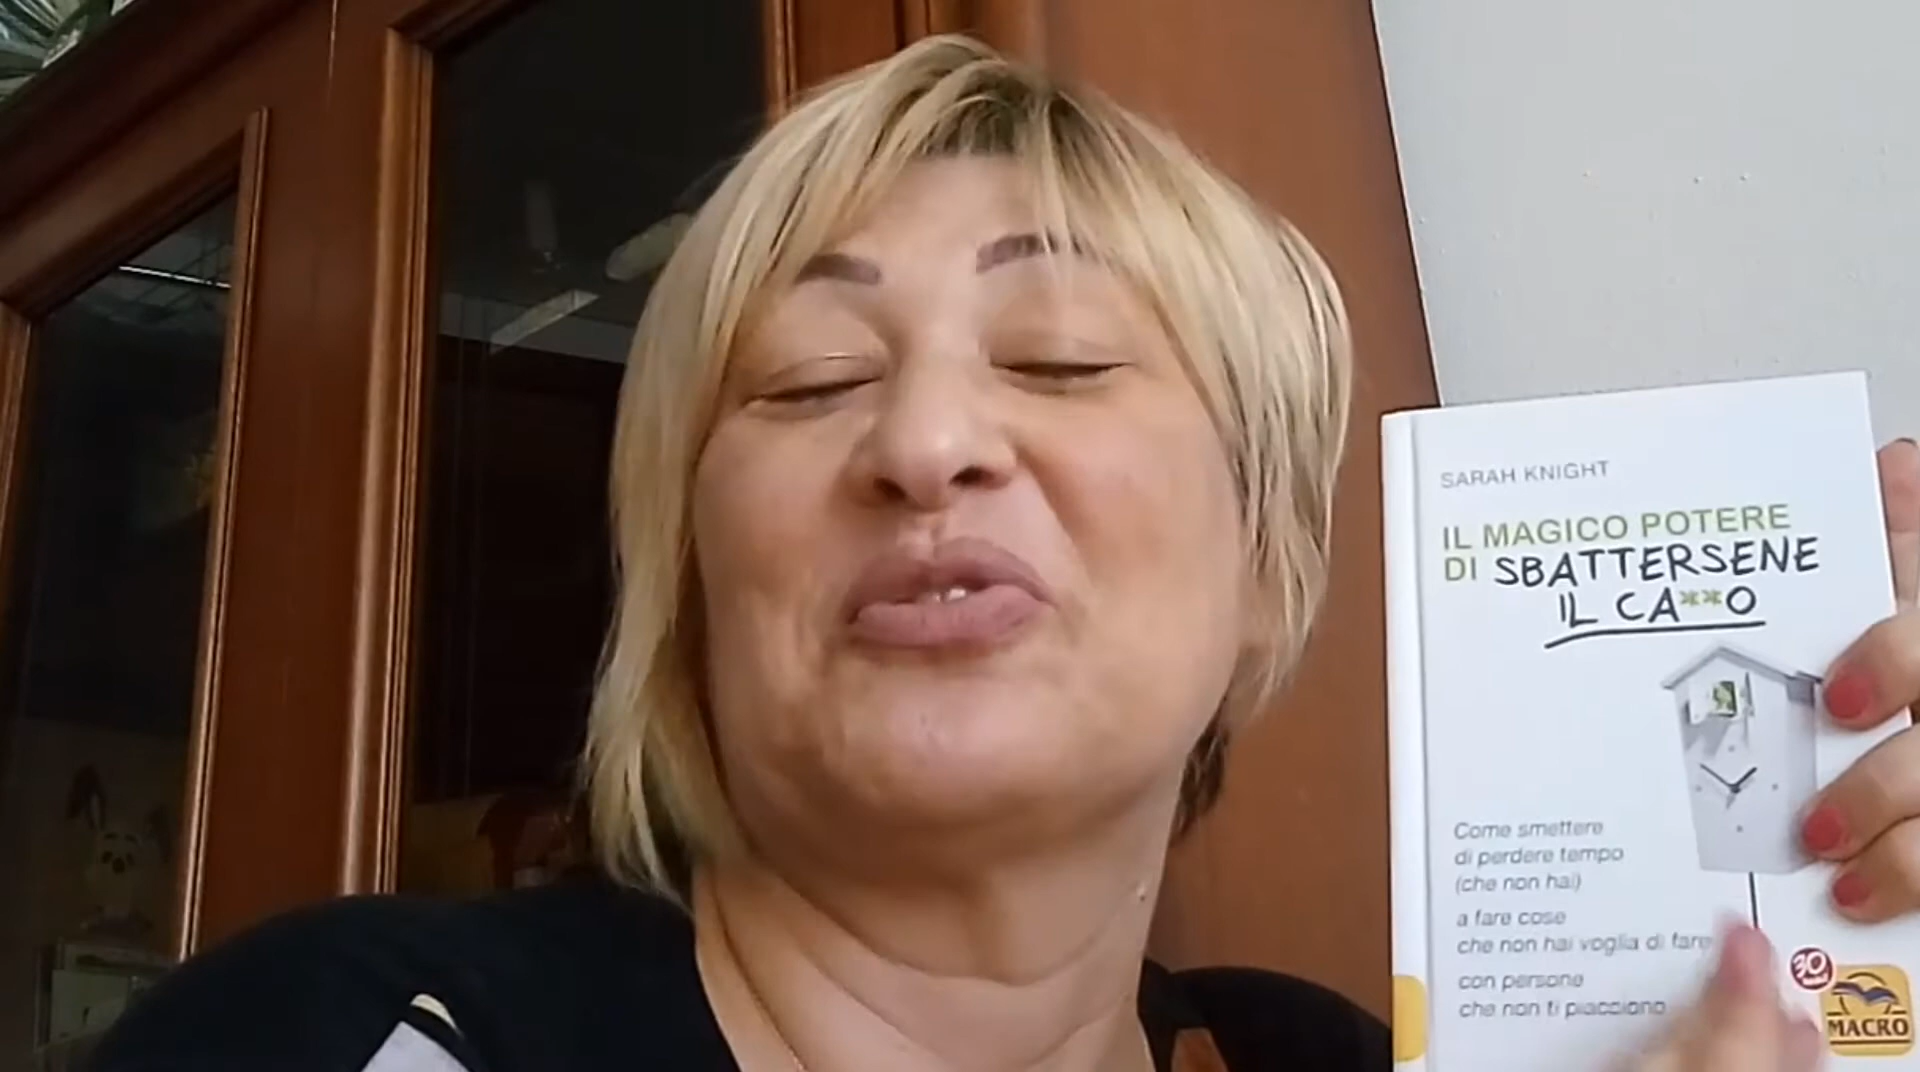 SARAH KNIGHT
IL MAGICO POTERE
DI SBATTERSENE
IL CA**O
Come smettere
di perdere tempo
(che non hai)
a fare cose
che non hai voglia di fare
con persone
che non ti piacciono
30
MACRO